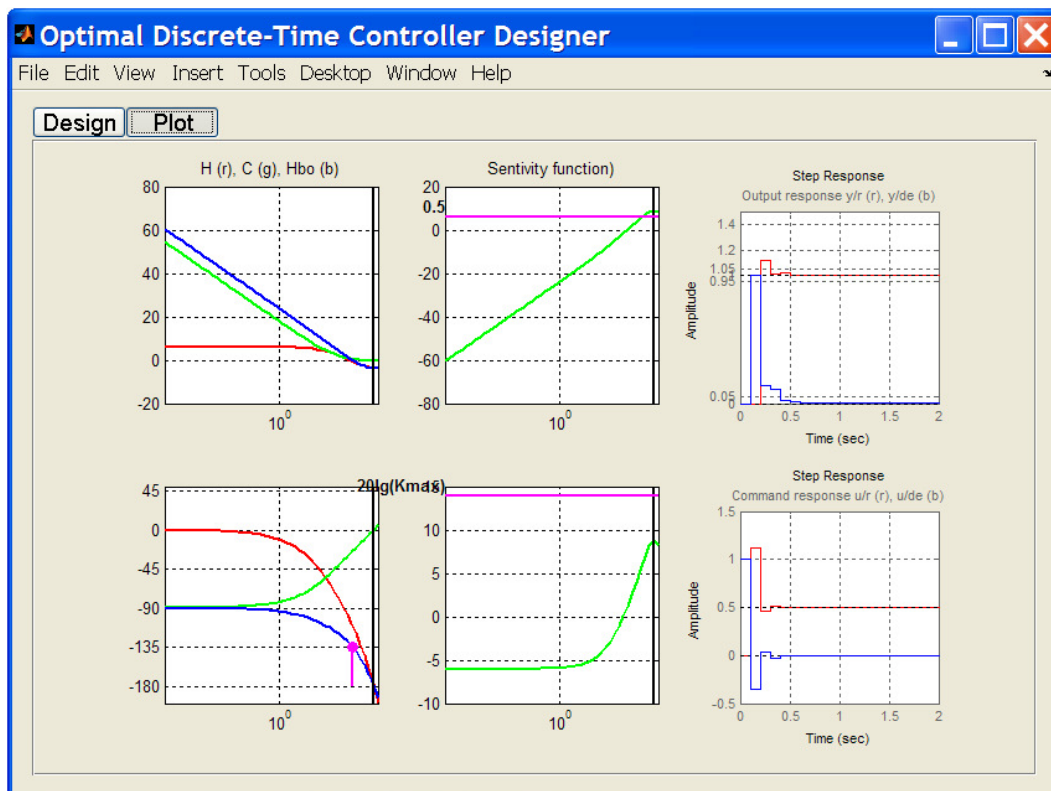 Optimal Discrete-Time Controller Designer
File Edit View Insert Tools Desktop Window Help
Design Plot
H (r), C (g), Hbo (b)
80
60
40
20
0
-20
10^0
Sentivity function)
20
0.5
0
-20
-40
-60
-80
10^0
Step Response
Output response y/r (r), y/de (b)
1.4
1.2
1.05
1
0.95
0.05
0
Amplitude
0 0.5 1 1.5 2
Time (sec)
45
0
-45
-90
-135
-180
10^0
20lg(Kmax)
15
10
5
0
-5
-10
10^0
Step Response
Command response u/r (r), u/de (b)
1.5
1
0.5
0
-0.5
Amplitude
0 0.5 1 1.5 2
Time (sec)